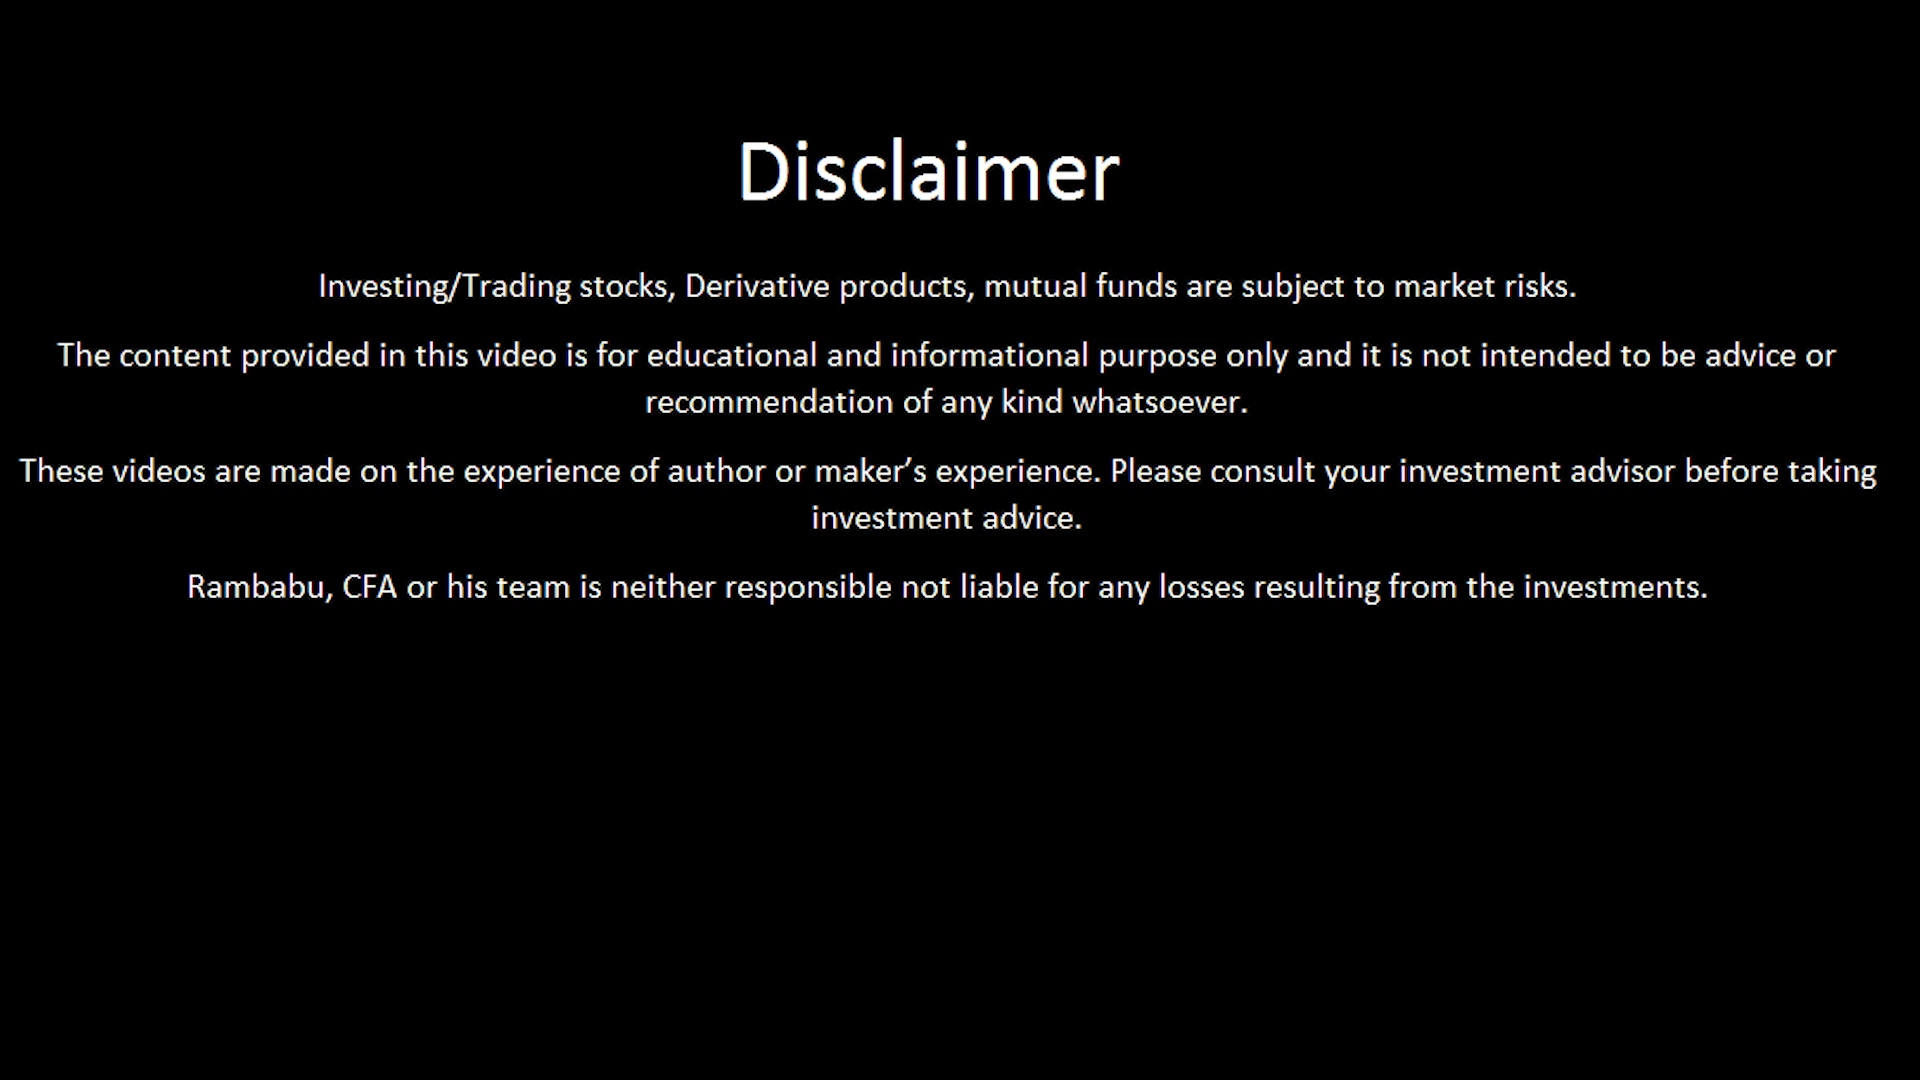 Disclaimer
Investing/Trading stocks, Derivative products, mutual funds are subject to market risks.
The content provided in this video is for educational and informational purpose only and it is not intended to be advice or
recommendation of any kind whatsoever.
These videos are made on the experience of author or maker’s experience. Please consult your investment advisor before taking
investment advice.
Rambabu, CFA or his team is neither responsible not liable for any losses resulting from the investments.